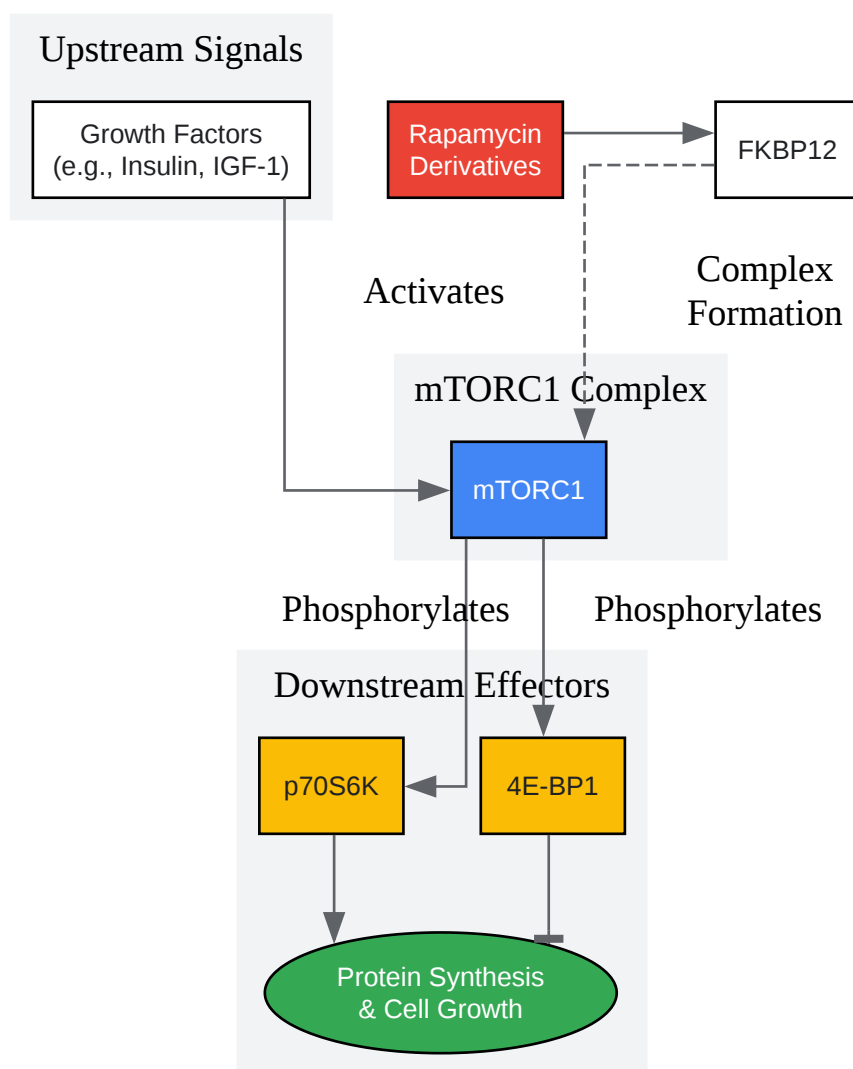 Upstream Signals
Growth Factors
(e.g., Insulin, IGF-1)
Rapamycin
Derivatives
FKBP12
Activates
Complex
Formation
mTORC1 Complex
mTORC1
Phosphorylates
Phosphorylates
Downstream Effectors
p70S6K
4E-BP1
Protein Synthesis
& Cell Growth